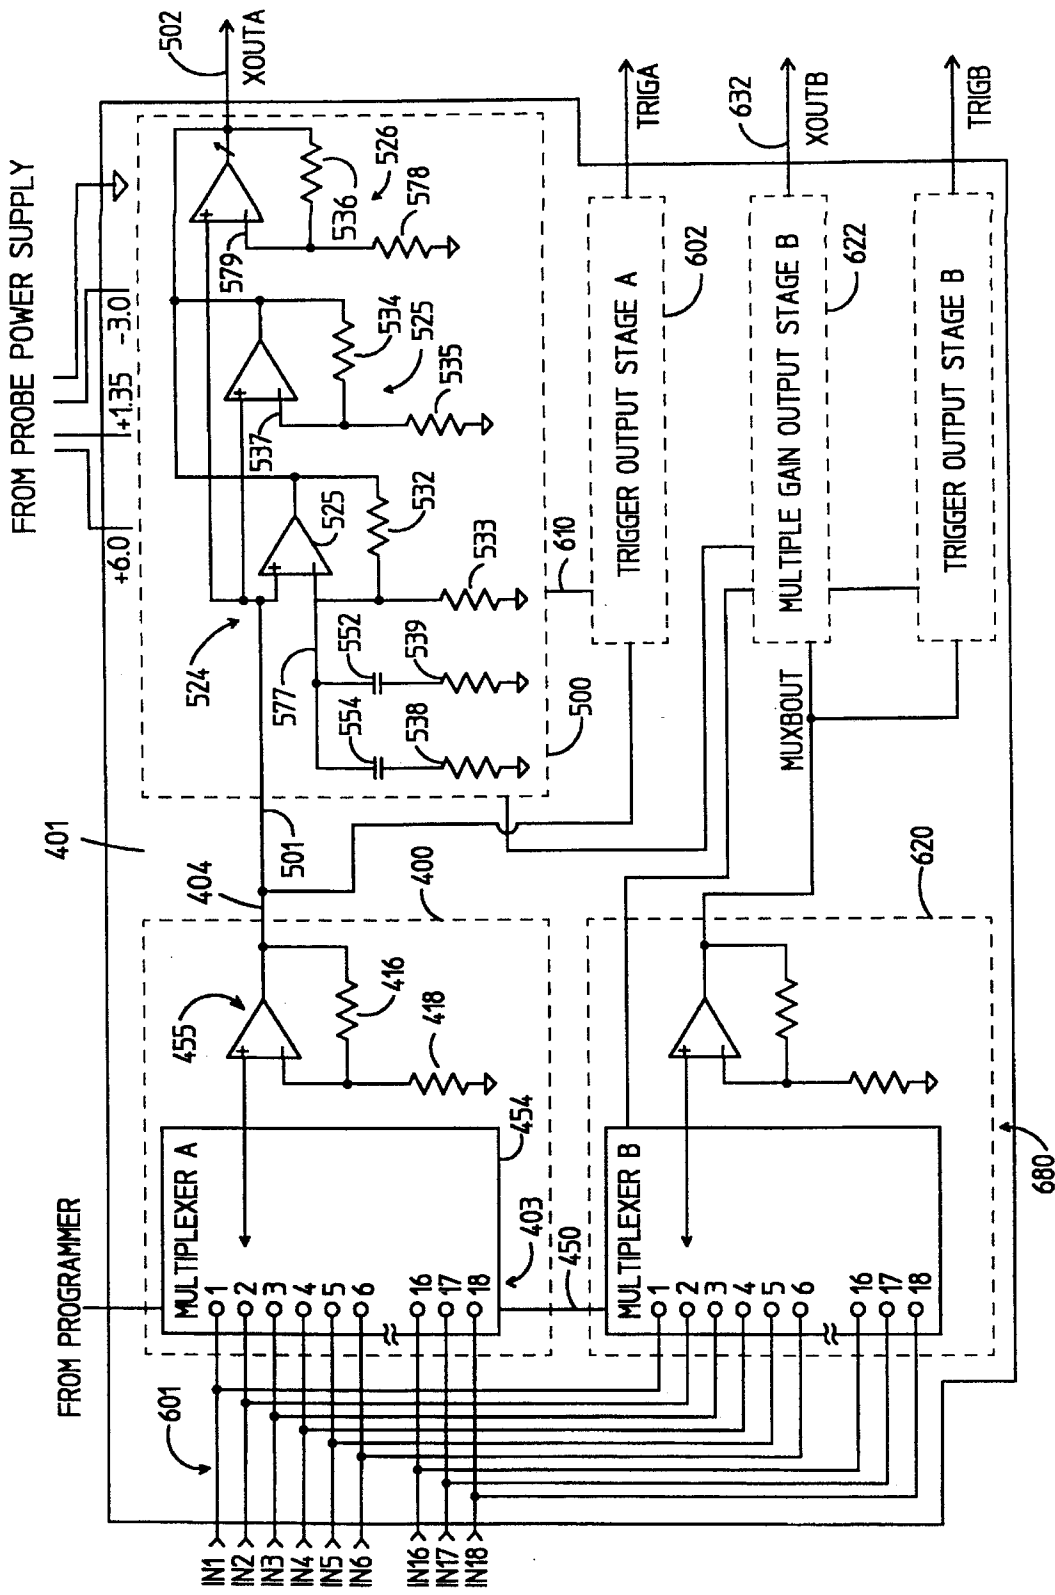 FROM PROBE POWER SUPPLY
+6.0
+1.35
-3.0
FROM PROGRAMMER
401
601
IN1
IN2
IN3
IN4
IN5
IN6
IN16
IN17
IN18
MULTIPLEXER A
1
2
3
4
5
6
16
17
18
403
454
455
416
418
400
404
501
524
577
554
552
538
539
533
532
525
500
537
534
525
535
579
536
526
578
502
XOUTA
610
TRIGGER OUTPUT STAGE A
602
TRIGA
450
MULTIPLEXER B
1
2
3
4
5
6
16
17
18
680
620
MUXBOUT
MULTIPLE GAIN OUTPUT STAGE B
622
632
XOUTB
TRIGGER OUTPUT STAGE B
TRIGB